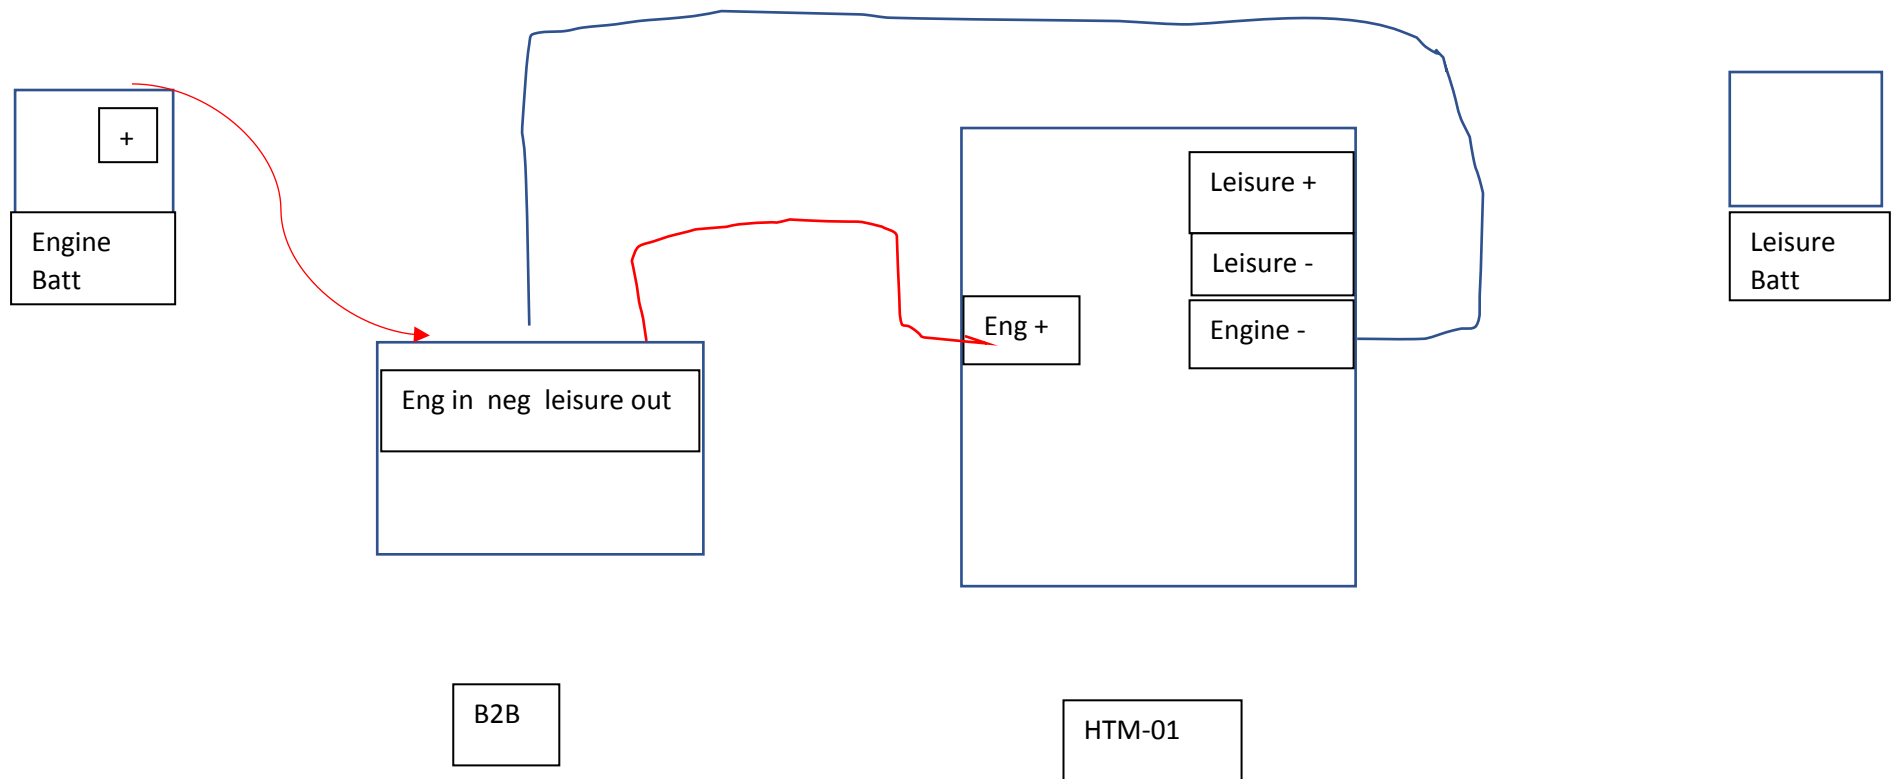 +
Engine
Batt
Eng in  neg  leisure out
Eng +
Leisure +
Leisure -
Engine -
Leisure
Batt
B2B
HTM-01